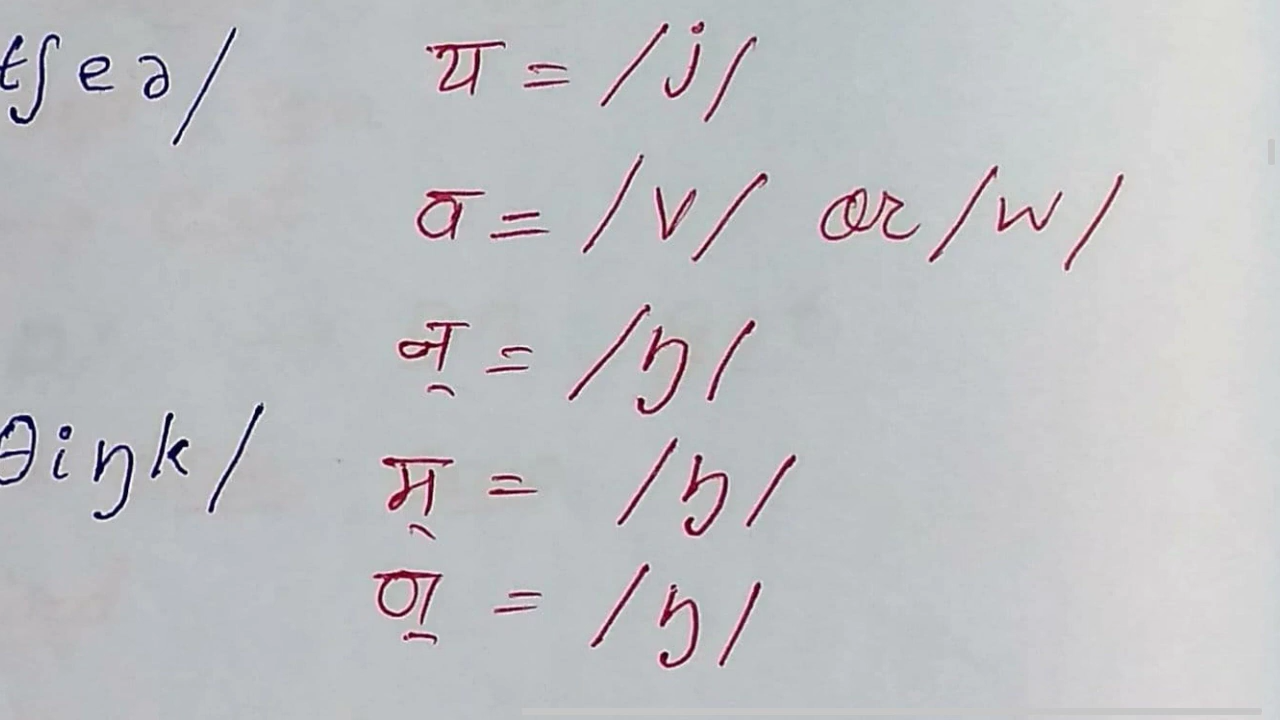 tʃeə/ य = /j/
व = /v/ or /w/
न् = /ŋ/
θiŋk/ म् = /ŋ/
ण् = /ŋ/